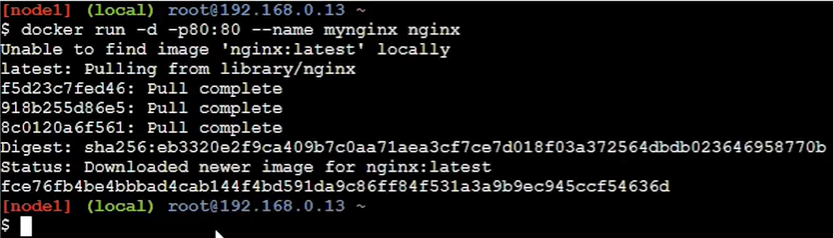 [node1] (local) root@192.168.0.13 ~
$ docker run -d -p80:80 --name mynginx nginx
Unable to find image 'nginx:latest' locally
latest: Pulling from library/nginx
f5d23c7fed46: Pull complete
918b255d86e5: Pull complete
8c0120a6f561: Pull complete
Digest: sha256:eb3320e2f9ca409b7c0aa71aea3cf7ce7d018f03a372564dbdb023646958770b
Status: Downloaded newer image for nginx:latest
fce76fb4be4bbbad4cab144f4bd591da9c86ff84f531a3a9b9ec945ccf54636d
[node1] (local) root@192.168.0.13 ~
$